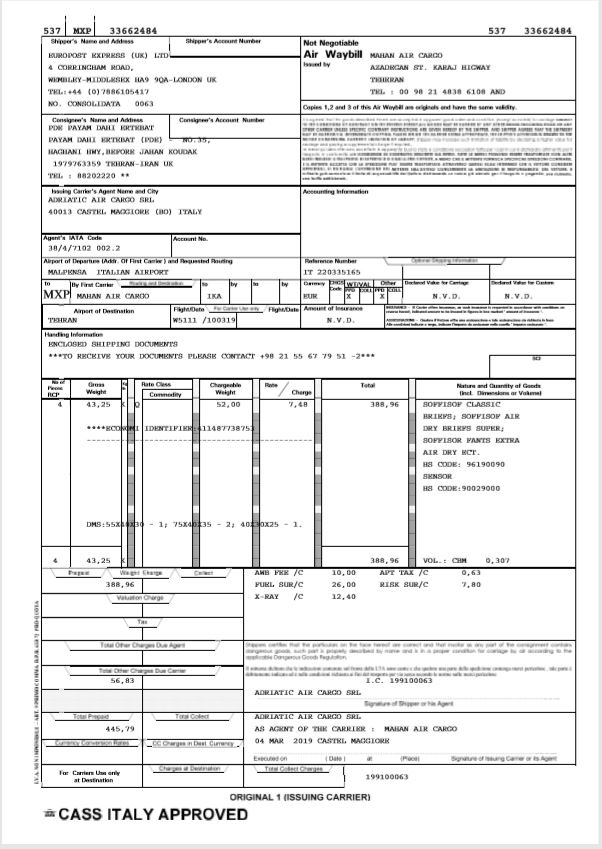 537 MXP 33662484
537 33662484
Shipper's Name and Address
Shipper's Account Number
EUROPOST EXPRESS (UK) LTD
4 CORRINGHAM ROAD,
WEMBLEY-MIDDLESEX HA9 9QA-LONDON UK
TEL:+44 (0)7886105417
NO. CONSOLIDATA 0063
Not Negotiable
Air Waybill
Issued by
MAHAN AIR CARGO
AZADEGAN ST. KARAJ HIGWAY
TEHERAN
TEL : 00 98 21 4838 6108 AND
Copies 1,2 and 3 of this Air Waybill are originals and have the same validity.
Consignee's Name and Address
Consignee's Account Number
PDE PAYAM DAHI ERTEBAT
PAYAM DAHI ERTEBAT (PDE) NO.35,
HAGHANI HWY,BEFORE JAHAN KOUDAK
1979763359 TEHRAN-IRAN UK
TEL : 88202220 **
Issuing Carrier's Agent Name and City
ADRIATIC AIR CARGO SRL
40013 CASTEL MAGGIORE (BO) ITALY
Accounting Information
Agent's IATA Code
Account No.
38/4/7102 002.2
Airport of Departure (Addr. Of First Carrier) and Requested Routing
MALPENSA ITALIAN AIRPORT
Reference Number
Optional Shipping Information
IT 220335165
to
By First Carrier
Routing and Destination
to
by
to
by
MXP MAHAN AIR CARGO IKA
Currency
CHGS Code
WT/VAL
Other
PPD COLL PPD COLL
EUR X X
Declared Value for Carriage
N.V.D.
Declared Value for Custom
N.V.D.
Airport of Destination
TEHRAN
Flight/Date
For Carrier Use only
Flight/Date
W5111 /100319
Amount of Insurance
N.V.D.
Handling Information
ENCLOSED SHIPPING DOCUMENTS
***TO RECEIVE YOUR DOCUMENTS PLEASE CONTACT +98 21 55 67 79 51 -2***
SCI
No of Pieces RCP
Gross Weight
Rate Class
Commodity
Chargeable Weight
Rate / Charge
Total
Nature and Quantity of Goods
(incl. Dimensions or Volume)
4 43,25 K Q 52,00 7,48 388,96
SOFFISOF CLASSIC
BRIEFS; SOFFISOF AIR
DRY BRIEFS SUPER;
SOFFISOR PANTS EXTRA
AIR DRY ECT.
HS CODE: 96190090
SENSOR
HS CODE:90029000
****ECONOMI IDENTIFIER:411487738753
DMS:55X40X30 - 1; 75X40X35 - 2; 40X30X25 - 1.
4 43,25 K 388,96 VOL.: CBM 0,307
Prepaid
Weight Charge
Collect
388,96
Valuation Charge
Tax
AWB FEE /C 10,00 APT TAX /C 0,63
FUEL SUR/C 26,00 RISK SUR/C 7,80
X-RAY /C 12,40
Total Other Charges Due Agent
Shippers certifies that the particulars on the face hereof are correct and that insofar as any part of the consignment contains
dangerous goods, such part is properly described by name and is in proper condition for carriage by air according to the
applicable Dangerous Goods Regulation.
Total Other Charges Due Carrier
56,83
I.C. 199100063
ADRIATIC AIR CARGO SRL
Signature of Shipper or his Agent
Total Prepaid
Total Collect
445,79
ADRIATIC AIR CARGO SRL
AS AGENT OF THE CARRIER : MAHAN AIR CARGO
04 MAR 2019 CASTEL MAGGIORE
Currency Conversion Rates
CC Charges in Dest. Currency
Executed on (Date) at (Place) Signature of Issuing Carrier or its Agent
For Carriers Use only
at Destination
Charges at Destination
Total Collect Charges
199100063
ORIGINAL 1 (ISSUING CARRIER)
CASS ITALY APPROVED